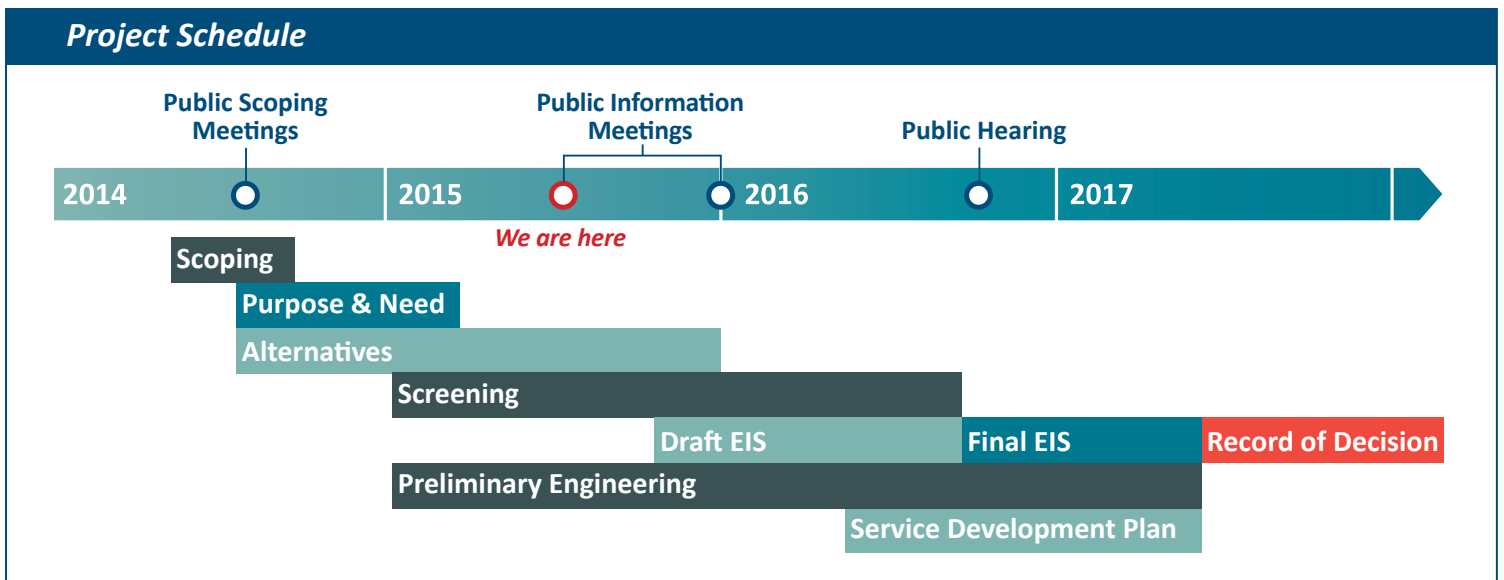 Project Schedule
Public Scoping
Meetings
Public Information
Meetings
Public Hearing
2014
2015
2016
2017
We are here
Scoping
Purpose & Need
Alternatives
Screening
Draft EIS
Final EIS
Record of Decision
Preliminary Engineering
Service Development Plan